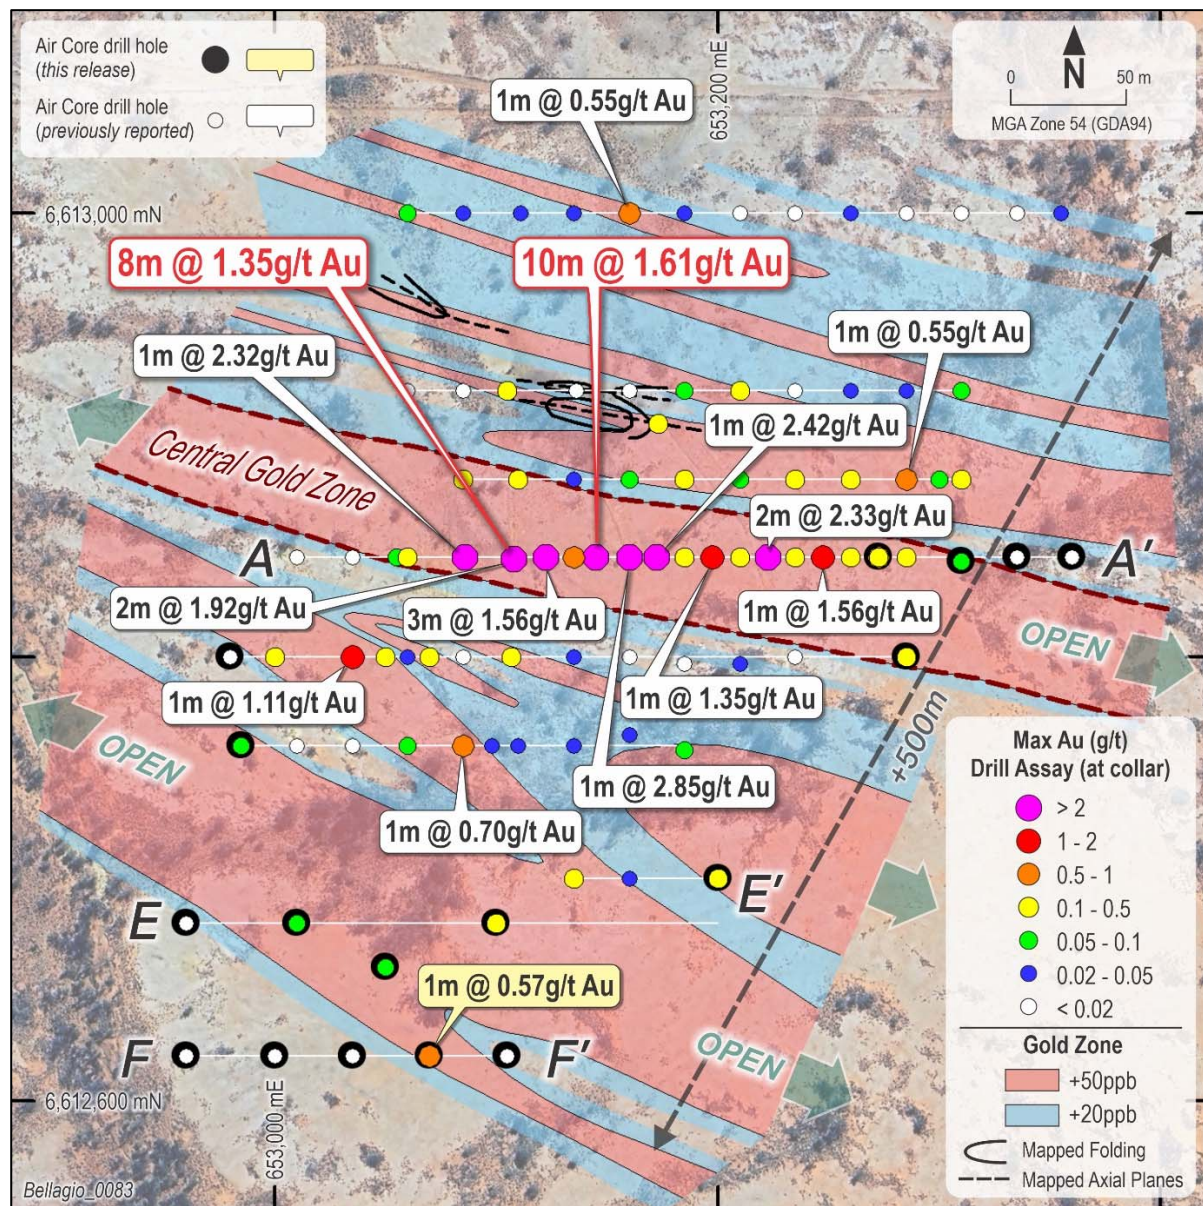 Air Core drill hole
(this release)
Air Core drill hole
(previously reported)
653,200 mE
0 50 m
N
MGA Zone 54 (GDA94)
1m @ 0.55g/t Au
6,613,000 mN
8m @ 1.35g/t Au
10m @ 1.61g/t Au
1m @ 2.32g/t Au
1m @ 0.55g/t Au
1m @ 2.42g/t Au
Central Gold Zone
2m @ 2.33g/t Au
A
A'
2m @ 1.92g/t Au
3m @ 1.56g/t Au
1m @ 1.56g/t Au
OPEN
1m @ 1.11g/t Au
1m @ 1.35g/t Au
OPEN
+500m
1m @ 2.85g/t Au
1m @ 0.70g/t Au
E
E'
1m @ 0.57g/t Au
F
F'
OPEN
6,612,600 mN
653,000 mE
Max Au (g/t)
Drill Assay (at collar)
> 2
1 - 2
0.5 - 1
0.1 - 0.5
0.05 - 0.1
0.02 - 0.05
< 0.02
Gold Zone
+50ppb
+20ppb
Mapped Folding
Mapped Axial Planes
Bellagio_0083